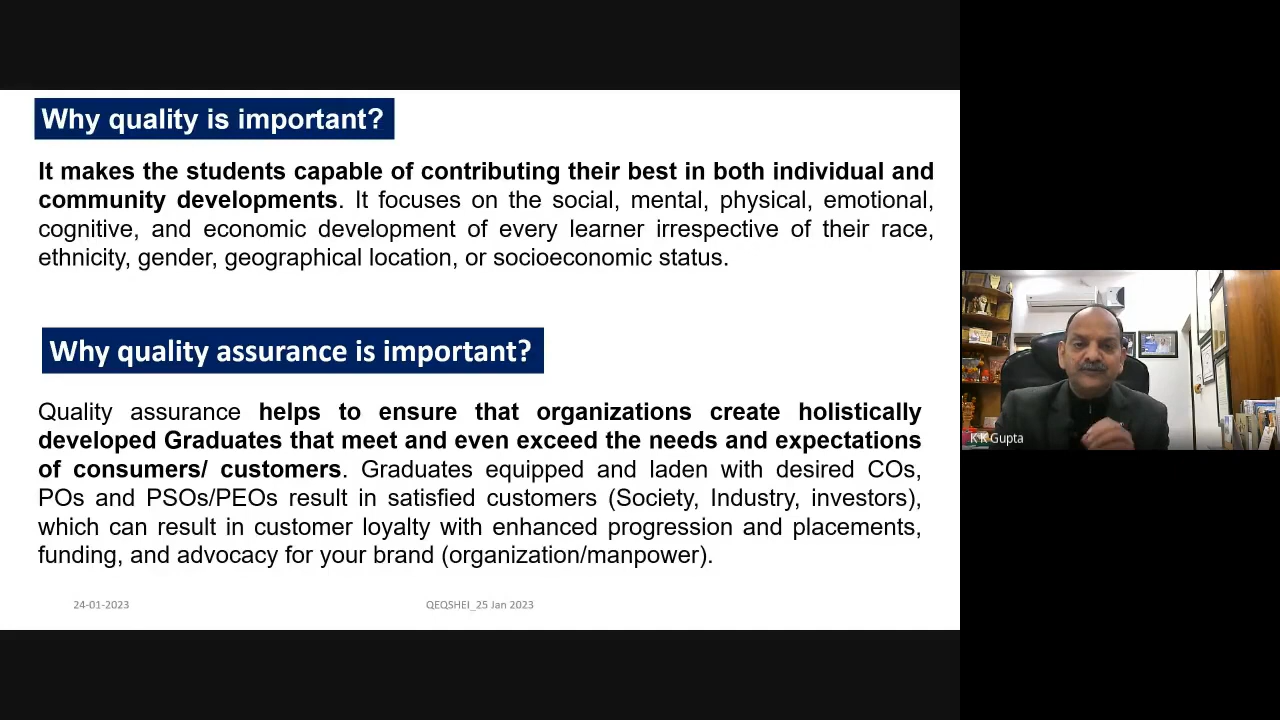 Why quality is important?
It makes the students capable of contributing their best in both individual and
community developments. It focuses on the social, mental, physical, emotional,
cognitive, and economic development of every learner irrespective of their race,
ethnicity, gender, geographical location, or socioeconomic status.
Why quality assurance is important?
Quality assurance helps to ensure that organizations create holistically
developed Graduates that meet and even exceed the needs and expectations
of consumers/ customers. Graduates equipped and laden with desired COs,
POs and PSOs/PEOs result in satisfied customers (Society, Industry, investors),
which can result in customer loyalty with enhanced progression and placements,
funding, and advocacy for your brand (organization/manpower).
24-01-2023
QEQSHEI_25 Jan 2023
K K Gupta